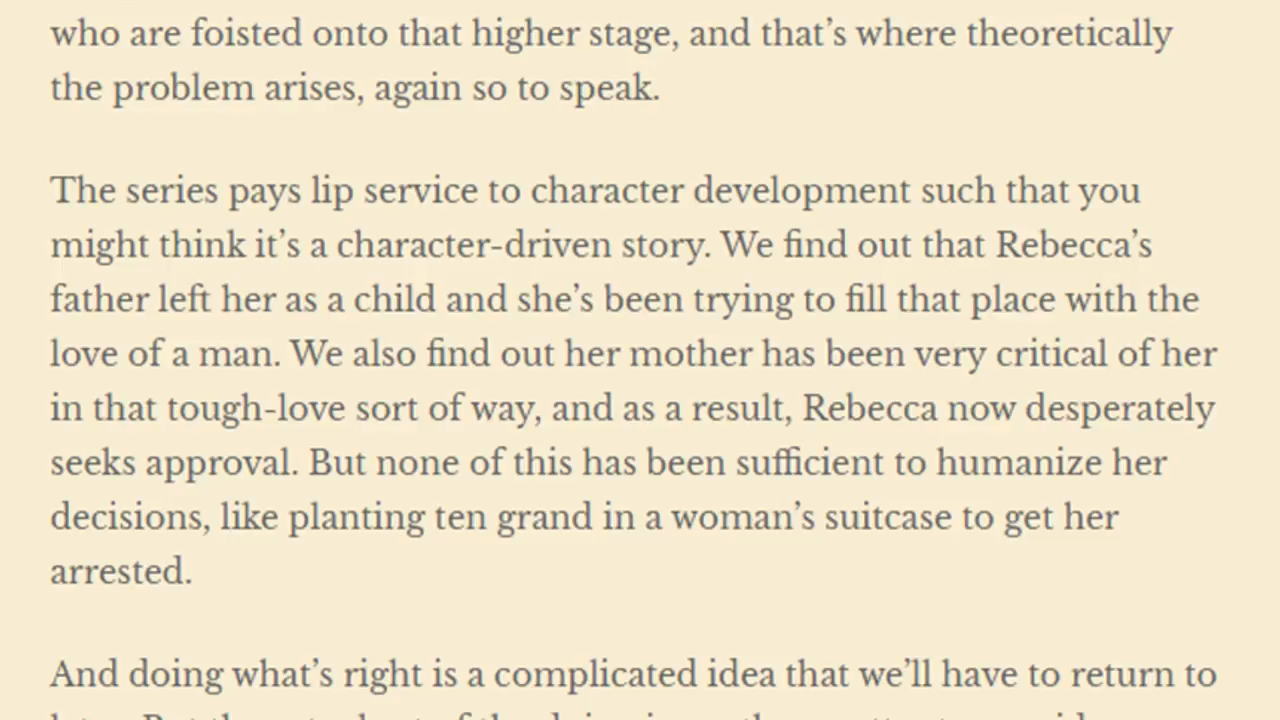 who are foisted onto that higher stage, and that’s where theoretically
the problem arises, again so to speak.
The series pays lip service to character development such that you
might think it’s a character-driven story. We find out that Rebecca’s
father left her as a child and she’s been trying to fill that place with the
love of a man. We also find out her mother has been very critical of her
in that tough-love sort of way, and as a result, Rebecca now desperately
seeks approval. But none of this has been sufficient to humanize her
decisions, like planting ten grand in a woman’s suitcase to get her
arrested.
And doing what’s right is a complicated idea that we’ll have to return to